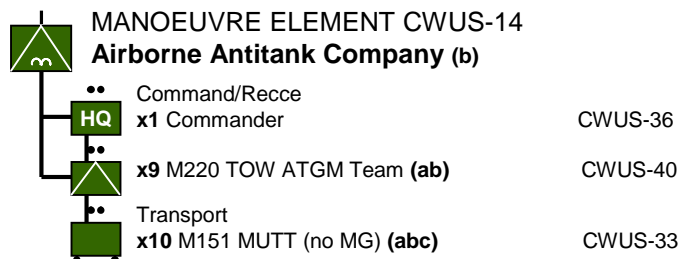 MANOEUVRE ELEMENT CWUS-14
Airborne Antitank Company (b)
Command/Recce
HQ x1 Commander CWUS-36
x9 M220 TOW ATGM Team (ab) CWUS-40
Transport
x10 M151 MUTT (no MG) (abc) CWUS-33